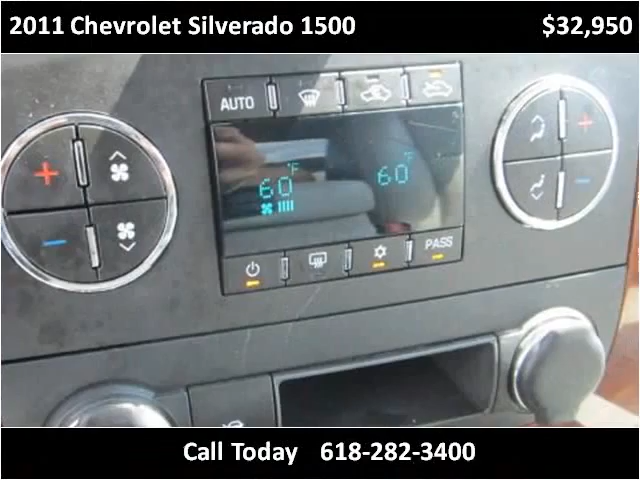 2011 Chevrolet Silverado 1500 $32,950
AUTO
60°F 60°F
PASS
Call Today 618-282-3400